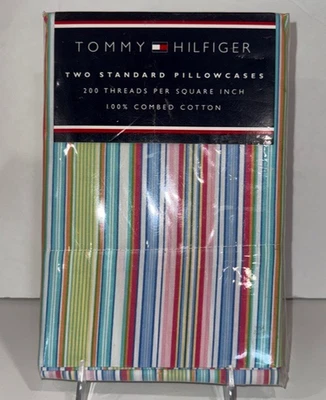 TOMMY HILFIGER
TWO STANDARD PILLOWCASES
200 THREADS PER SQUARE INCH
100% COMBED COTTON